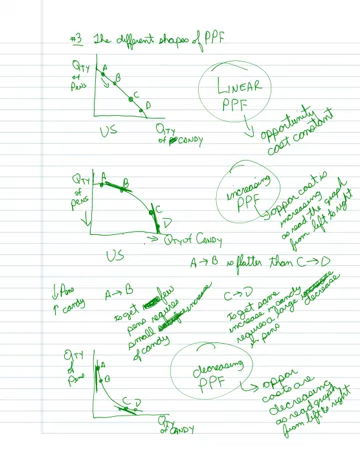 #3 The different shapes of PPF
QTY
of
Pens
A
B
C
D
US
QTY
of CANDY
LINEAR
PPF
opportunity
cost constant
QTY
of
Pens
A
B
C
D
US
QTY of CANDY
increasing
PPF
oppor cost is
increasing
as read the graph
from left to right
A → B is flatter than C → D
↓ Pens
↑ candy
A → B
to get few
pens requires
small increase
of candy
C → D
To get same
increase in candy
requires a large
decrease
pens
QTY
of
Pens
A
B
C
D
QTY
of CANDY
decreasing
PPF
oppor
costs are
decreasing
as read graph
from left to right